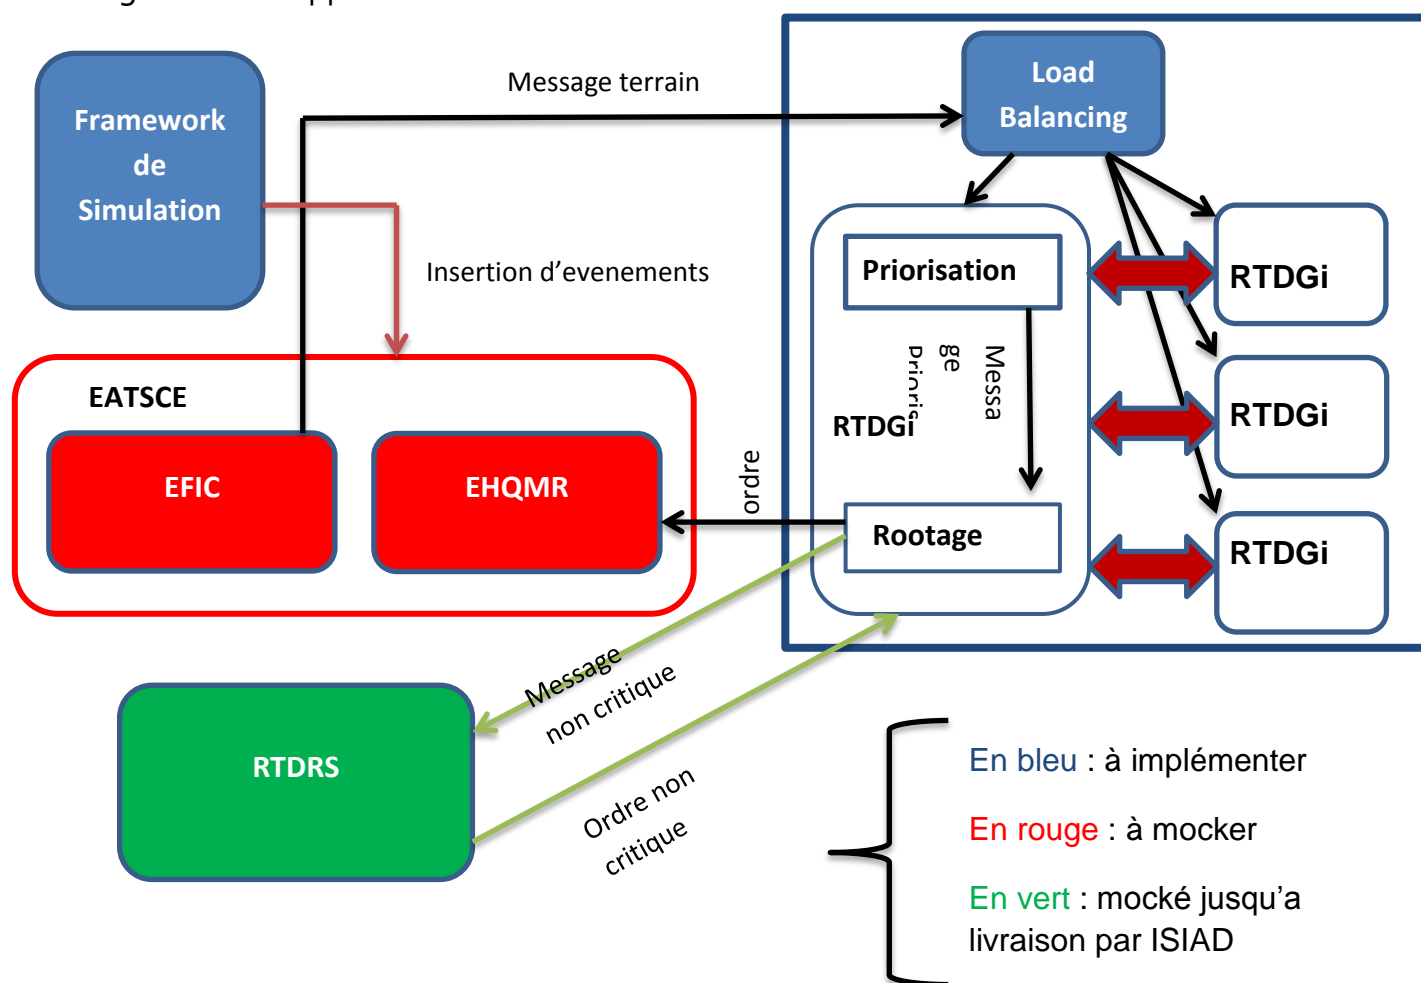 Message terrain
Load
Balancing
Framework
de
Simulation
Insertion d’evenements
Priorisation
RTDGi
Messa
ge
EATSCE
RTDGi
RTDGi
EFIC
EHQMR
ordre
Rootage
RTDGi
Message
non critique
RTDRS
Ordre non
critique
En bleu : à implémenter
En rouge : à mocker
En vert : mocké jusqu’a
livraison par ISIAD